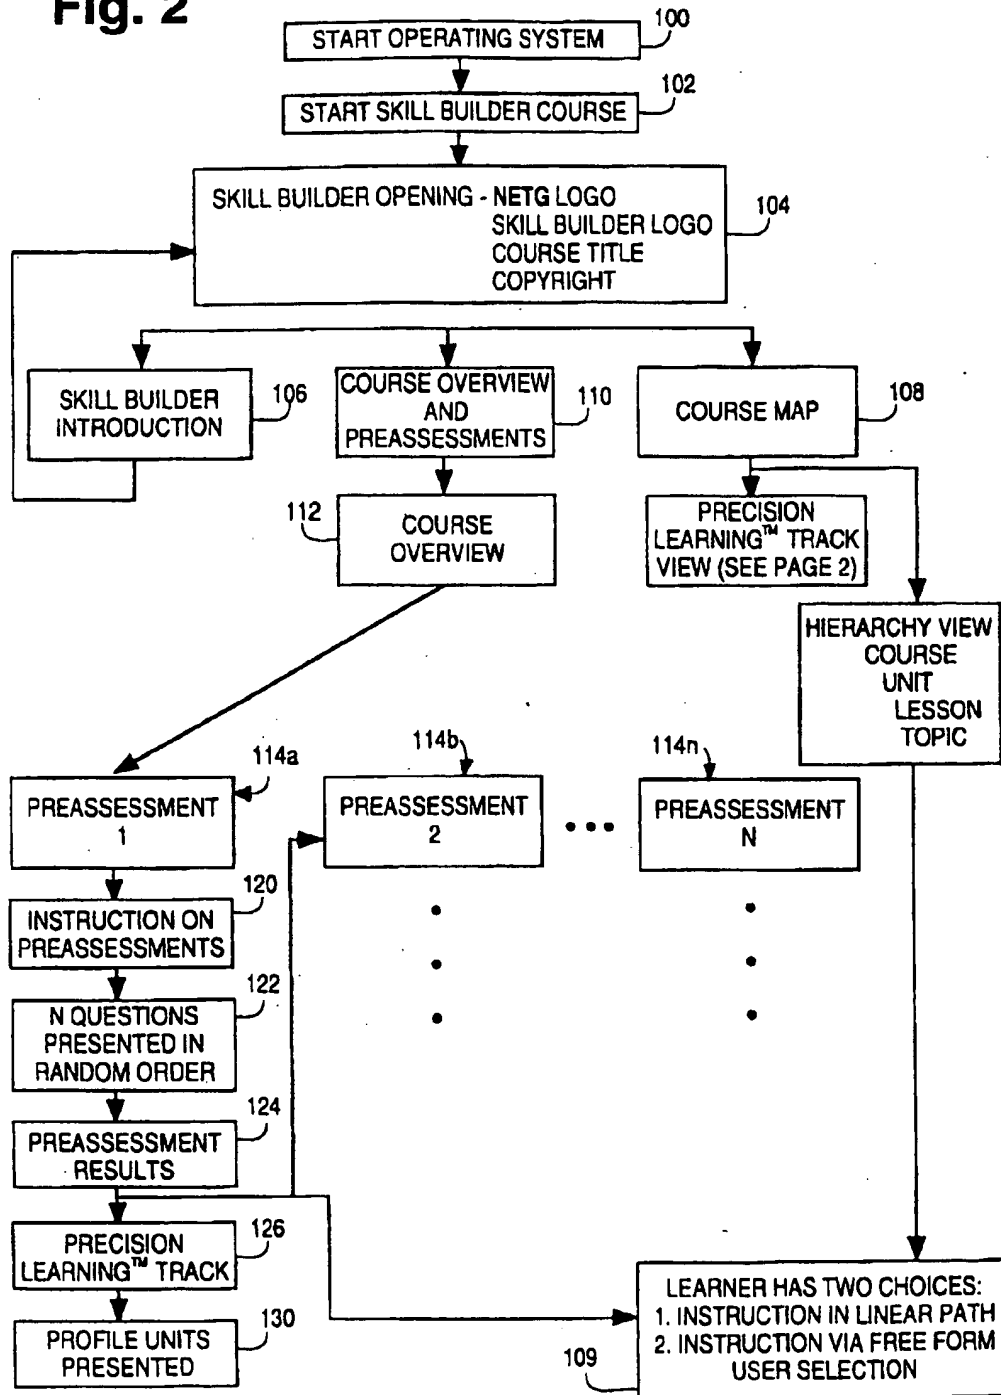 Fig. 2
START OPERATING SYSTEM
100
START SKILL BUILDER COURSE
102
SKILL BUILDER OPENING - NETG LOGO
SKILL BUILDER LOGO
COURSE TITLE
COPYRIGHT
104
SKILL BUILDER
INTRODUCTION
106
COURSE OVERVIEW
AND
PREASSESSMENTS
110
COURSE MAP
108
112
COURSE
OVERVIEW
PRECISION
LEARNING™ TRACK
VIEW (SEE PAGE 2)
HIERARCHY VIEW
COURSE
UNIT
LESSON
TOPIC
PREASSESSMENT
1
114a
114b
PREASSESSMENT
2
114n
PREASSESSMENT
N
INSTRUCTION ON
PREASSESSMENTS
120
N QUESTIONS
PRESENTED IN
RANDOM ORDER
122
PREASSESSMENT
RESULTS
124
PRECISION
LEARNING™ TRACK
126
PROFILE UNITS
PRESENTED
130
LEARNER HAS TWO CHOICES:
1. INSTRUCTION IN LINEAR PATH
2. INSTRUCTION VIA FREE FORM
USER SELECTION
109